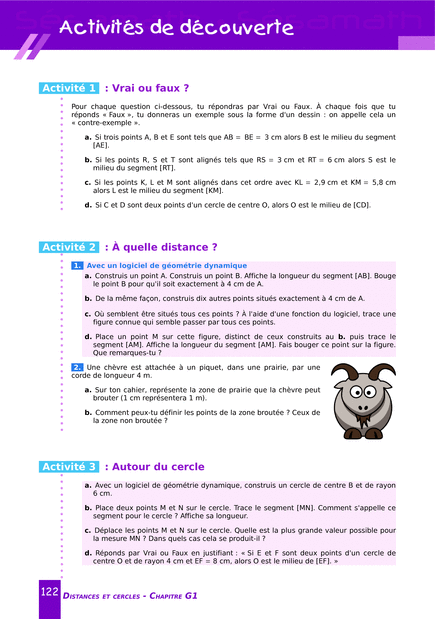 Activités de découverte
Activité 1 : Vrai ou faux ?
Pour chaque question ci-dessous, tu répondras par Vrai ou Faux. À chaque fois que tu
réponds « Faux », tu donneras un exemple sous la forme d'un dessin : on appelle cela un
« contre-exemple ».
a. Si trois points A, B et E sont tels que AB = BE = 3 cm alors B est le milieu du segment
[AE].
b. Si les points R, S et T sont alignés tels que RS = 3 cm et RT = 6 cm alors S est le
milieu du segment [RT].
c. Si les points K, L et M sont alignés dans cet ordre avec KL = 2,9 cm et KM = 5,8 cm
alors L est le milieu du segment [KM].
d. Si C et D sont deux points d'un cercle de centre O, alors O est le milieu de [CD].
Activité 2 : À quelle distance ?
1. Avec un logiciel de géométrie dynamique
a. Construis un point A. Construis un point B. Affiche la longueur du segment [AB]. Bouge
le point B pour qu'il soit exactement à 4 cm de A.
b. De la même façon, construis dix autres points situés exactement à 4 cm de A.
c. Où semblent être situés tous ces points ? À l'aide d'une fonction du logiciel, trace une
figure connue qui semble passer par tous ces points.
d. Place un point M sur cette figure, distinct de ceux construits au b. puis trace le
segment [AM]. Affiche la longueur du segment [AM]. Fais bouger ce point sur la figure.
Que remarques-tu ?
2. Une chèvre est attachée à un piquet, dans une prairie, par une
corde de longueur 4 m.
a. Sur ton cahier, représente la zone de prairie que la chèvre peut
brouter (1 cm représentera 1 m).
b. Comment peux-tu définir les points de la zone broutée ? Ceux de
la zone non broutée ?
Activité 3 : Autour du cercle
a. Avec un logiciel de géométrie dynamique, construis un cercle de centre B et de rayon
6 cm.
b. Place deux points M et N sur le cercle. Trace le segment [MN]. Comment s'appelle ce
segment pour le cercle ? Affiche sa longueur.
c. Déplace les points M et N sur le cercle. Quelle est la plus grande valeur possible pour
la mesure MN ? Dans quels cas cela se produit-il ?
d. Réponds par Vrai ou Faux en justifiant : « Si E et F sont deux points d'un cercle de
centre O et de rayon 4 cm et EF = 8 cm, alors O est le milieu de [EF]. »
122 DISTANCES ET CERCLES - CHAPITRE G1